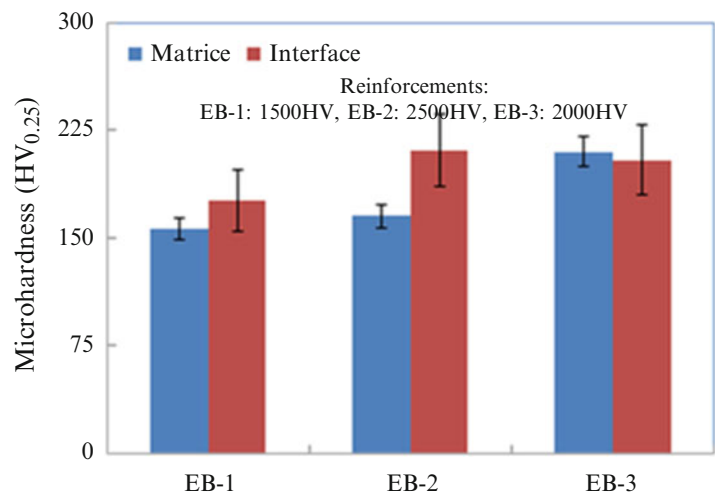 300
Matrice Interface
Reinforcements:
EB-1: 1500HV, EB-2: 2500HV, EB-3: 2000HV
225
150
75
0
Microhardness (HV0.25)
EB-1 EB-2 EB-3